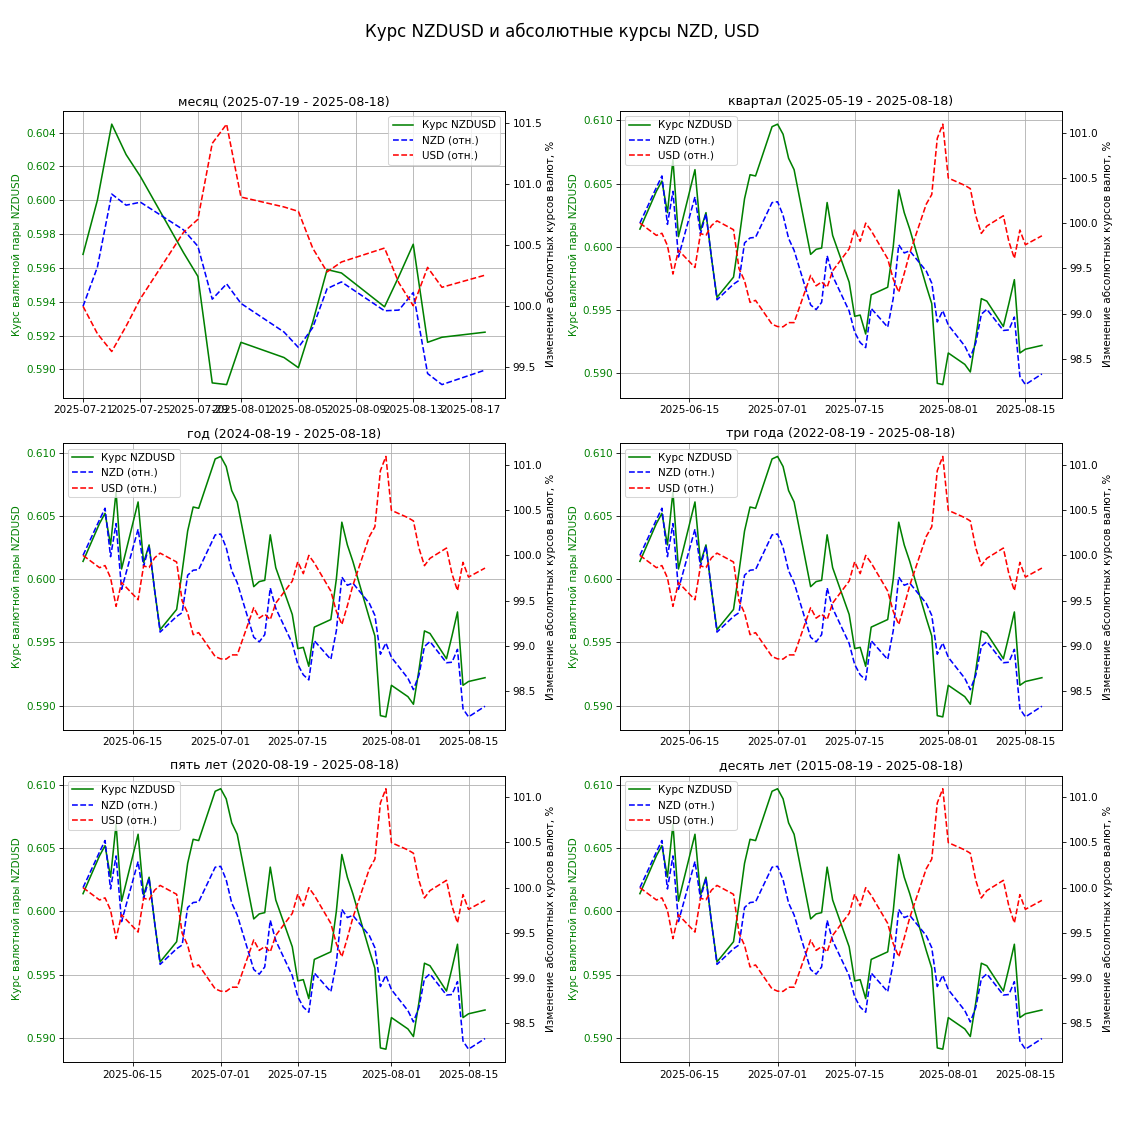 Курс NZDUSD и абсолютные курсы NZD, USD
месяц (2025-07-19 - 2025-08-18)
Курс валютной пары NZDUSD
0.604
0.602
0.600
0.598
0.596
0.594
0.592
0.590
Курс NZDUSD
NZD (отн.)
USD (отн.)
101.5
101.0
100.5
100.0
99.5
Изменение абсолютных курсов валют, %
2025-07-21 2025-07-25 2025-07-29 2025-08-01 2025-08-05 2025-08-09 2025-08-13 2025-08-17
квартал (2025-05-19 - 2025-08-18)
Курс валютной пары NZDUSD
0.610
0.605
0.600
0.595
0.590
Курс NZDUSD
NZD (отн.)
USD (отн.)
101.0
100.5
100.0
99.5
99.0
98.5
Изменение абсолютных курсов валют, %
2025-06-15 2025-07-01 2025-07-15 2025-08-01 2025-08-15
год (2024-08-19 - 2025-08-18)
Курс валютной пары NZDUSD
0.610
0.605
0.600
0.595
0.590
Курс NZDUSD
NZD (отн.)
USD (отн.)
101.0
100.5
100.0
99.5
99.0
98.5
Изменение абсолютных курсов валют, %
2025-06-15 2025-07-01 2025-07-15 2025-08-01 2025-08-15
три года (2022-08-19 - 2025-08-18)
Курс валютной пары NZDUSD
0.610
0.605
0.600
0.595
0.590
Курс NZDUSD
NZD (отн.)
USD (отн.)
101.0
100.5
100.0
99.5
99.0
98.5
Изменение абсолютных курсов валют, %
2025-06-15 2025-07-01 2025-07-15 2025-08-01 2025-08-15
пять лет (2020-08-19 - 2025-08-18)
Курс валютной пары NZDUSD
0.610
0.605
0.600
0.595
0.590
Курс NZDUSD
NZD (отн.)
USD (отн.)
101.0
100.5
100.0
99.5
99.0
98.5
Изменение абсолютных курсов валют, %
2025-06-15 2025-07-01 2025-07-15 2025-08-01 2025-08-15
десять лет (2015-08-19 - 2025-08-18)
Курс валютной пары NZDUSD
0.610
0.605
0.600
0.595
0.590
Курс NZDUSD
NZD (отн.)
USD (отн.)
101.0
100.5
100.0
99.5
99.0
98.5
Изменение абсолютных курсов валют, %
2025-06-15 2025-07-01 2025-07-15 2025-08-01 2025-08-15